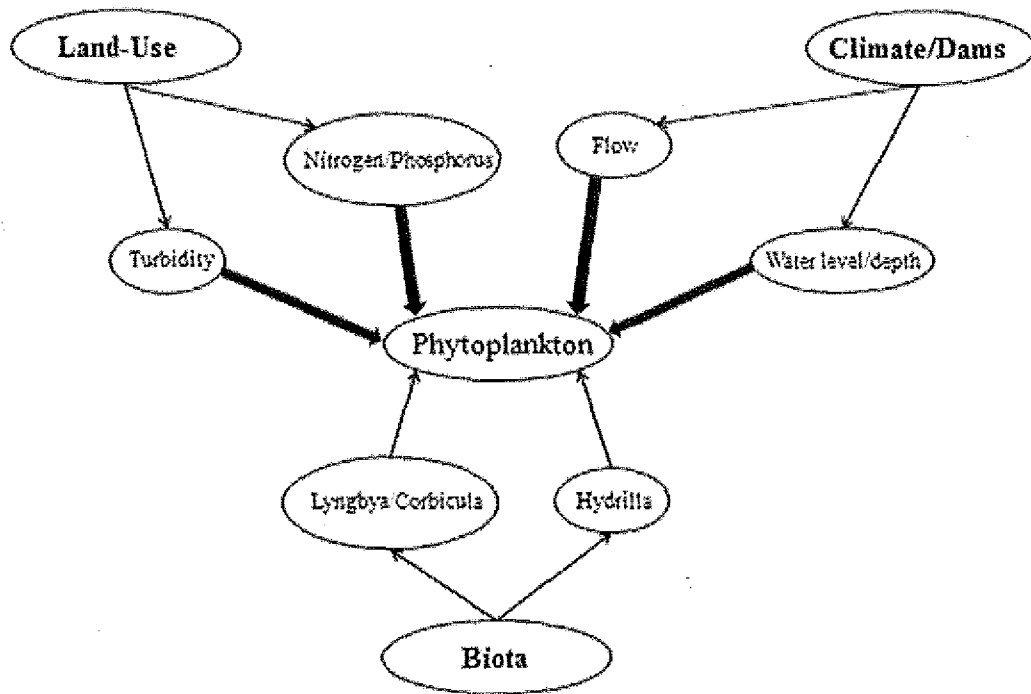 Land-Use
Climate/Dams
Nitrogen/Phosphorus
Flow
Turbidity
Water level/depth
Phytoplankton
Lyngbya/Corbicula
Hydrilla
Biota